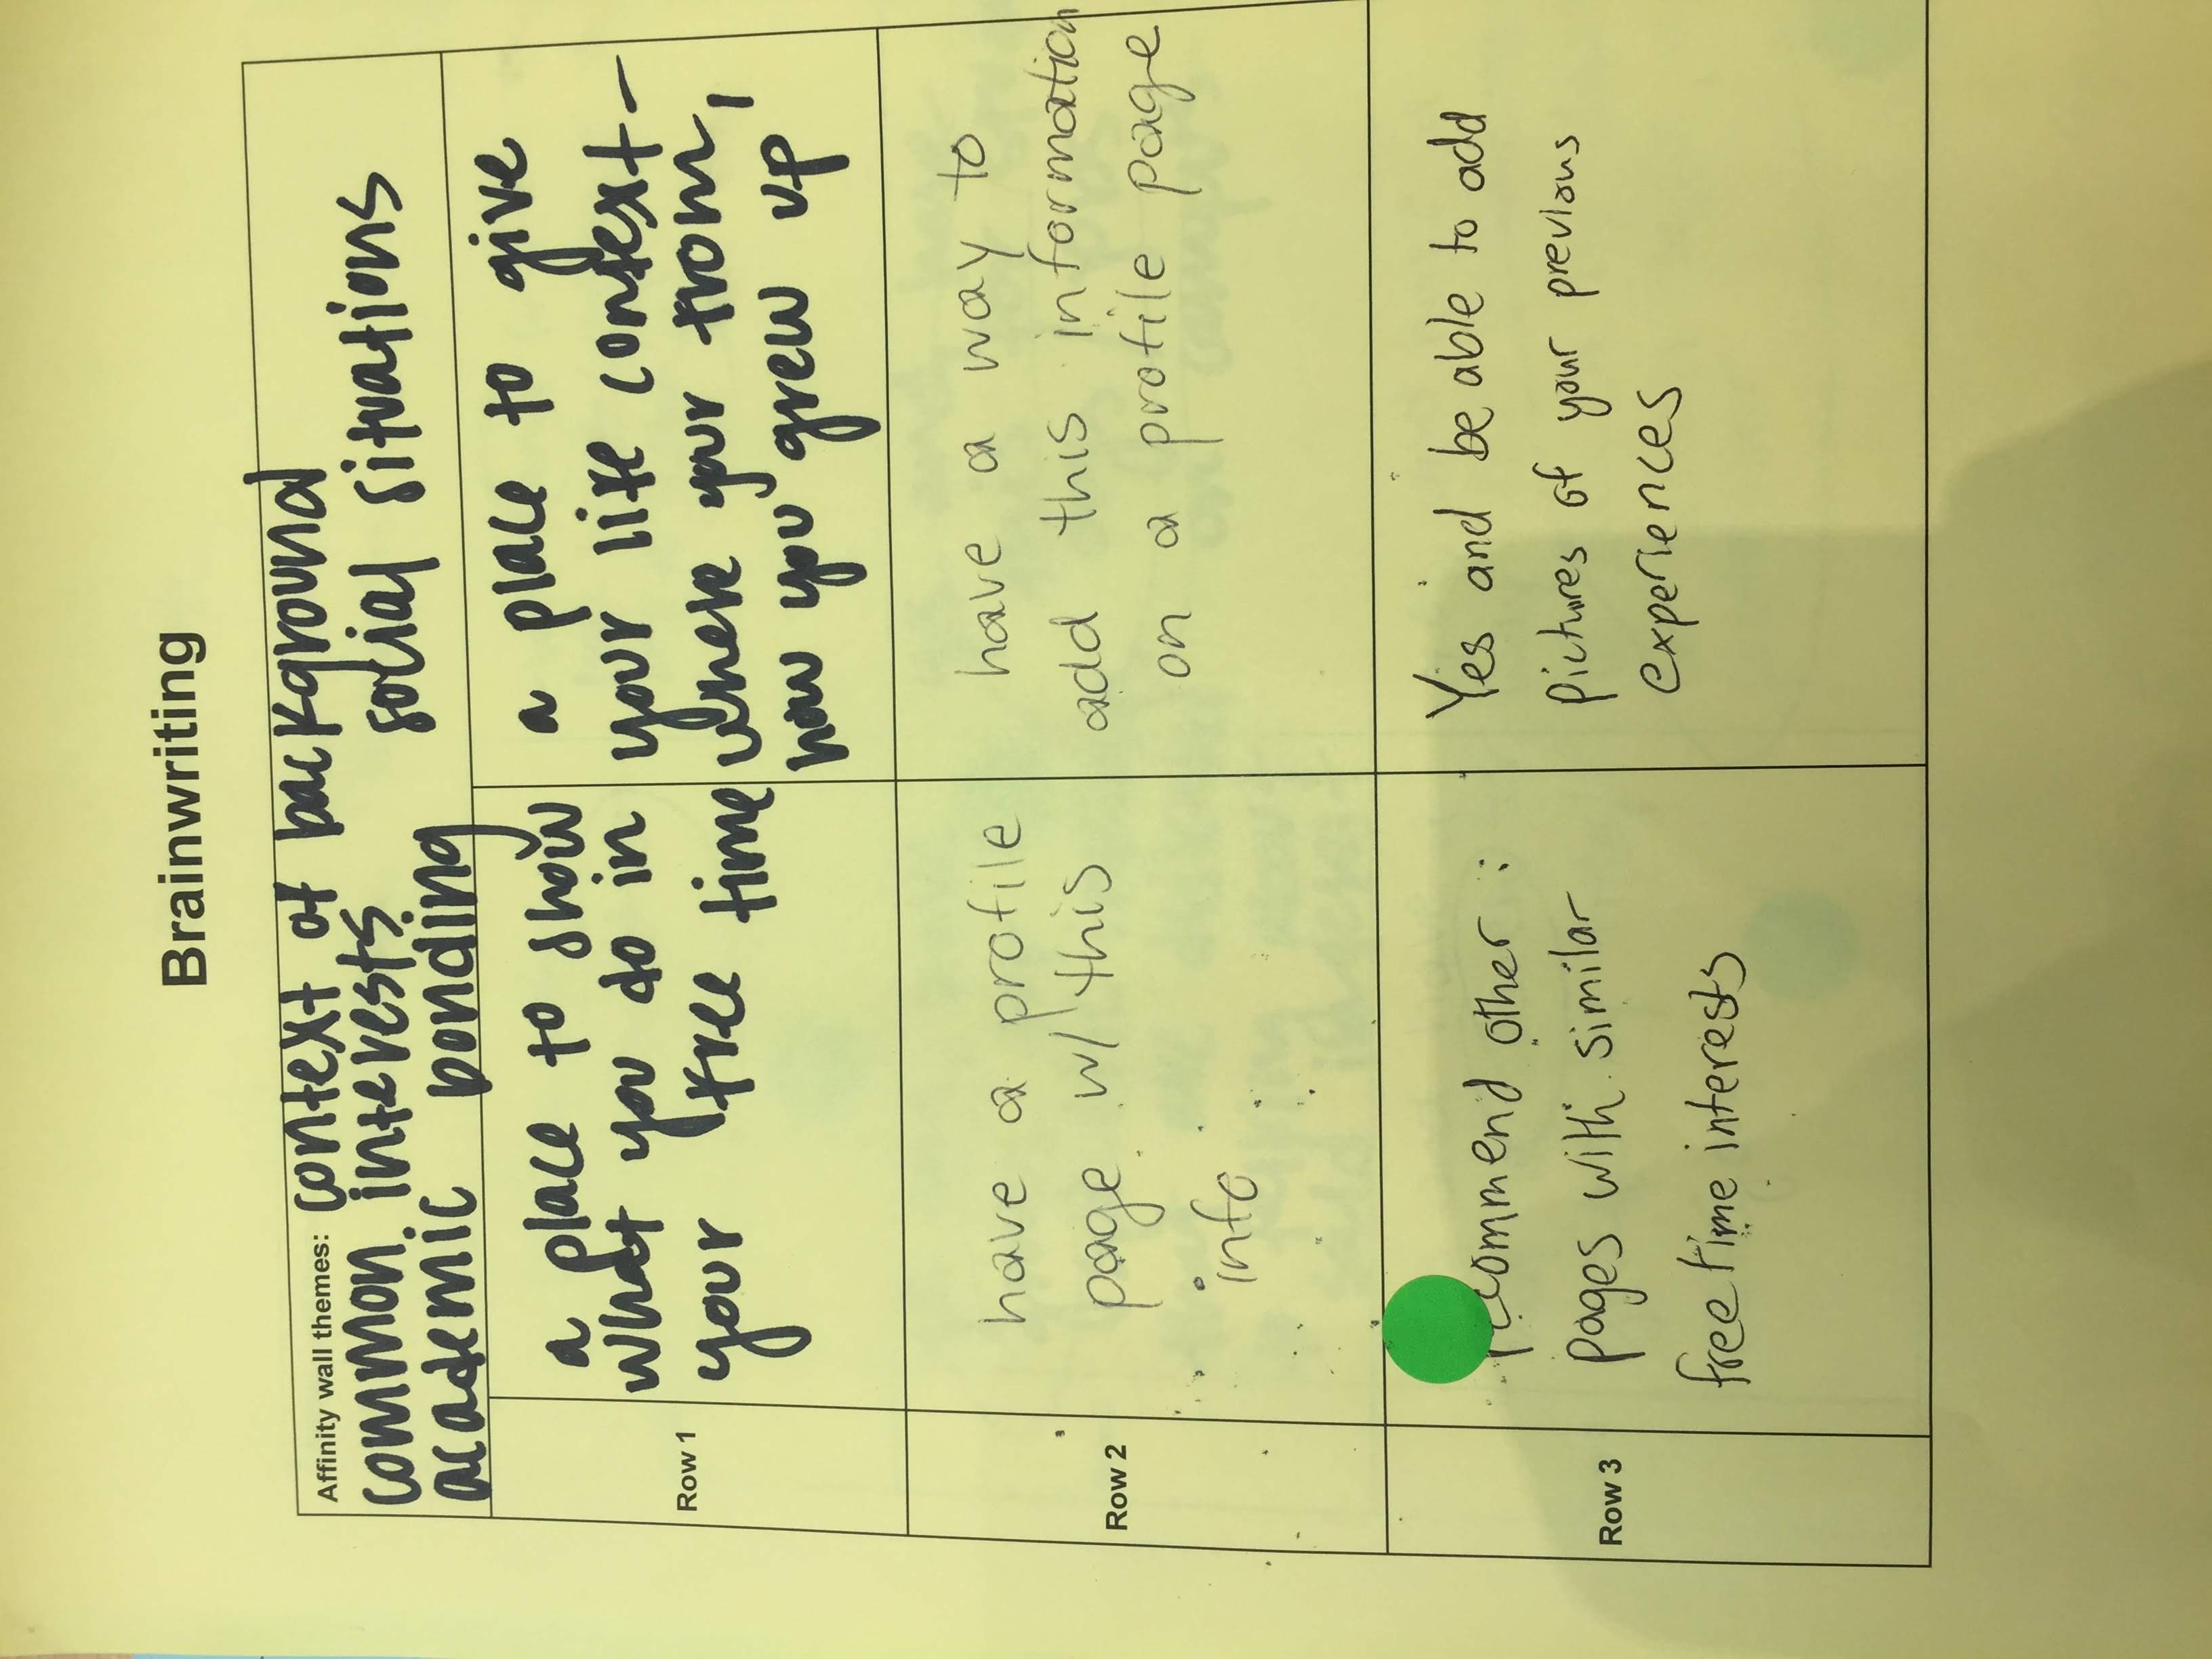 Brainwriting
Affinity wall themes: context of background
common interests social situations
academic bonding
Row 1
a place to show
what you do in
your free time
a place to give
your life context-
where your from,
how you grew up
Row 2
have a profile
page w/ this
info
have a way to
add this information
on a profile page
Row 3
recommend other
pages with similar
free time interests
Yes and be able to add
pictures of your previous
experiences